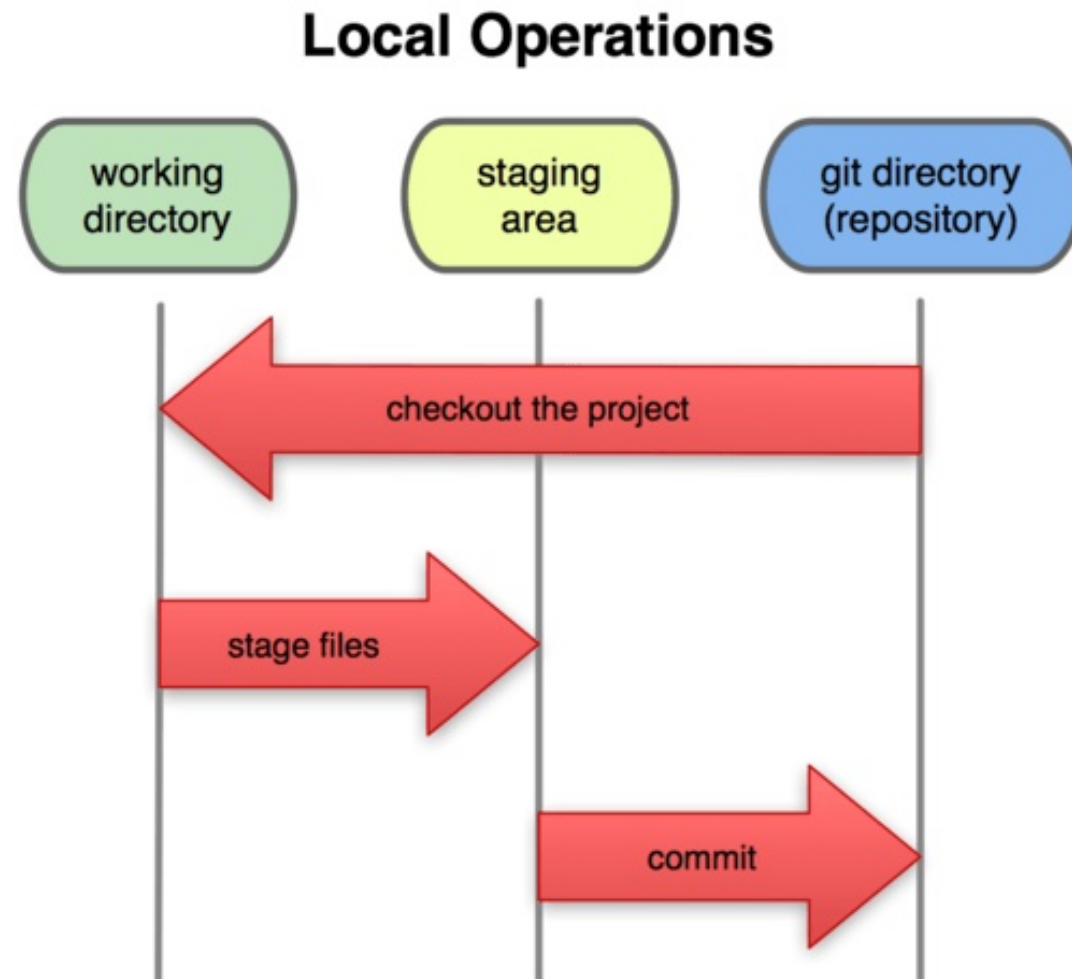 Local Operations
working
directory
staging
area
git directory
(repository)
checkout the project
stage files
commit